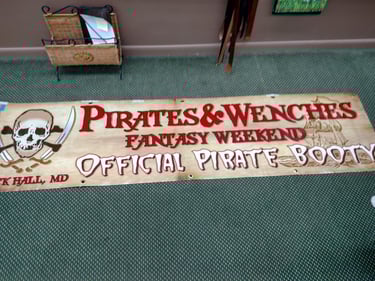 PIRATES&WENCHES
FANTASY WEEKEND
OFFICIAL PIRATE BOOTY
HALL, MD